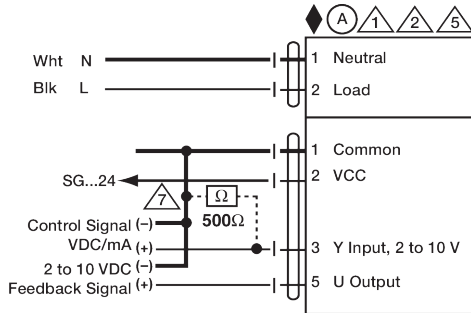 A 1 2 5
Wht N 1 Neutral
Blk L 2 Load
1 Common
SG...24 2 VCC
7 Ω
500Ω
Control Signal (−)
VDC/mA (+) 3 Y Input, 2 to 10 V
2 to 10 VDC (−)
Feedback Signal (+) 5 U Output